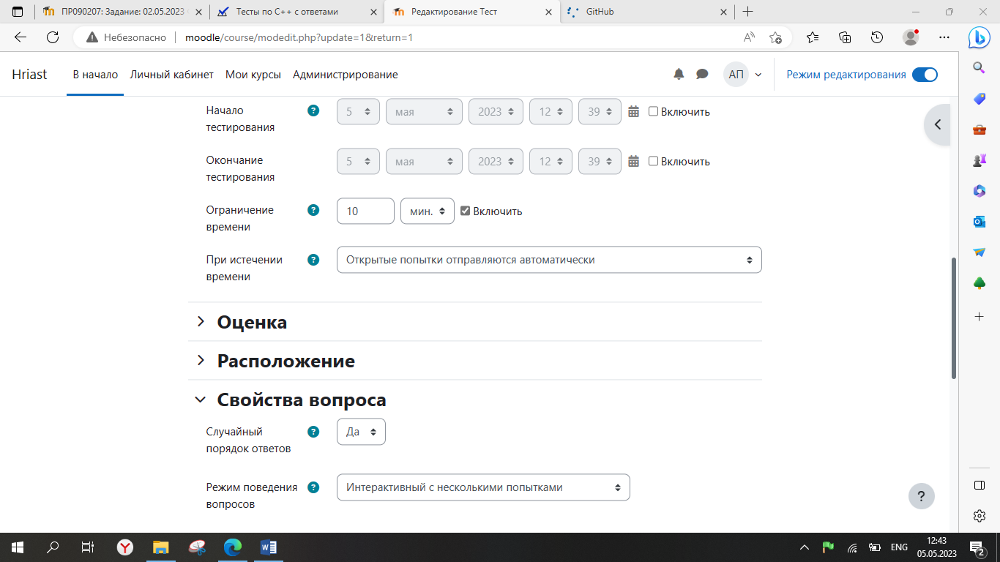 ПР090207: Задание: 02.05.2023
Тесты по С++ с ответами
Редактирование Тест
GitHub
Небезопасно
moodle/course/modedit.php?update=1&return=1
Hriast
В начало
Личный кабинет
Мои курсы
Администрирование
АП
Режим редактирования
Начало
тестирования
5 мая 2023 12 39 Включить
Окончание
тестирования
5 мая 2023 12 39 Включить
Ограничение
времени
10 мин. Включить
При истечении
времени
Открытые попытки отправляются автоматически
Оценка
Расположение
Свойства вопроса
Случайный
порядок ответов
Да
Режим поведения
вопросов
Интерактивный с несколькими попытками
?
ENG
12:43
05.05.2023
2